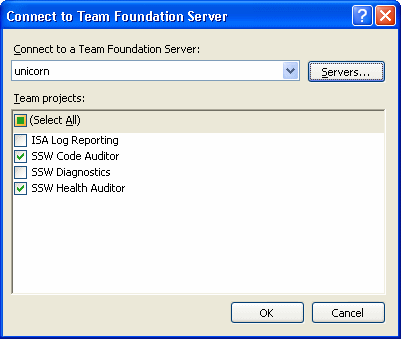 Connect to Team Foundation Server
Connect to a Team Foundation Server:
unicorn
Servers...
Team projects:
(Select All)
ISA Log Reporting
SSW Code Auditor
SSW Diagnostics
SSW Health Auditor
OK
Cancel